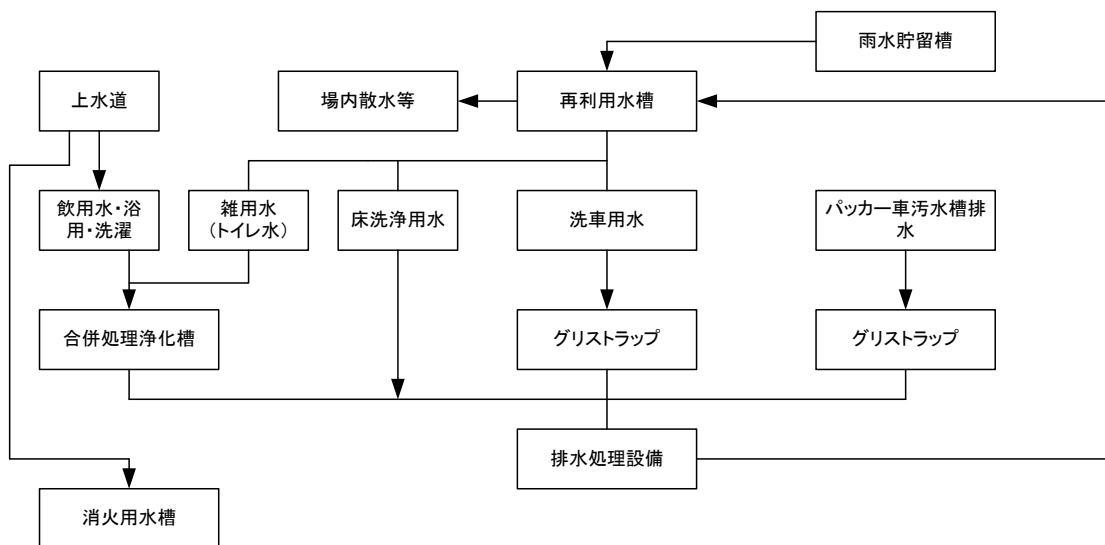 雨水貯留槽
上水道
場内散水等
再利用水槽
飲用水・浴
用・洗濯
雑用水
（トイレ水）
床洗浄用水
洗車用水
パッカー車汚水槽排
水
合併処理浄化槽
グリストラップ
グリストラップ
排水処理設備
消火用水槽